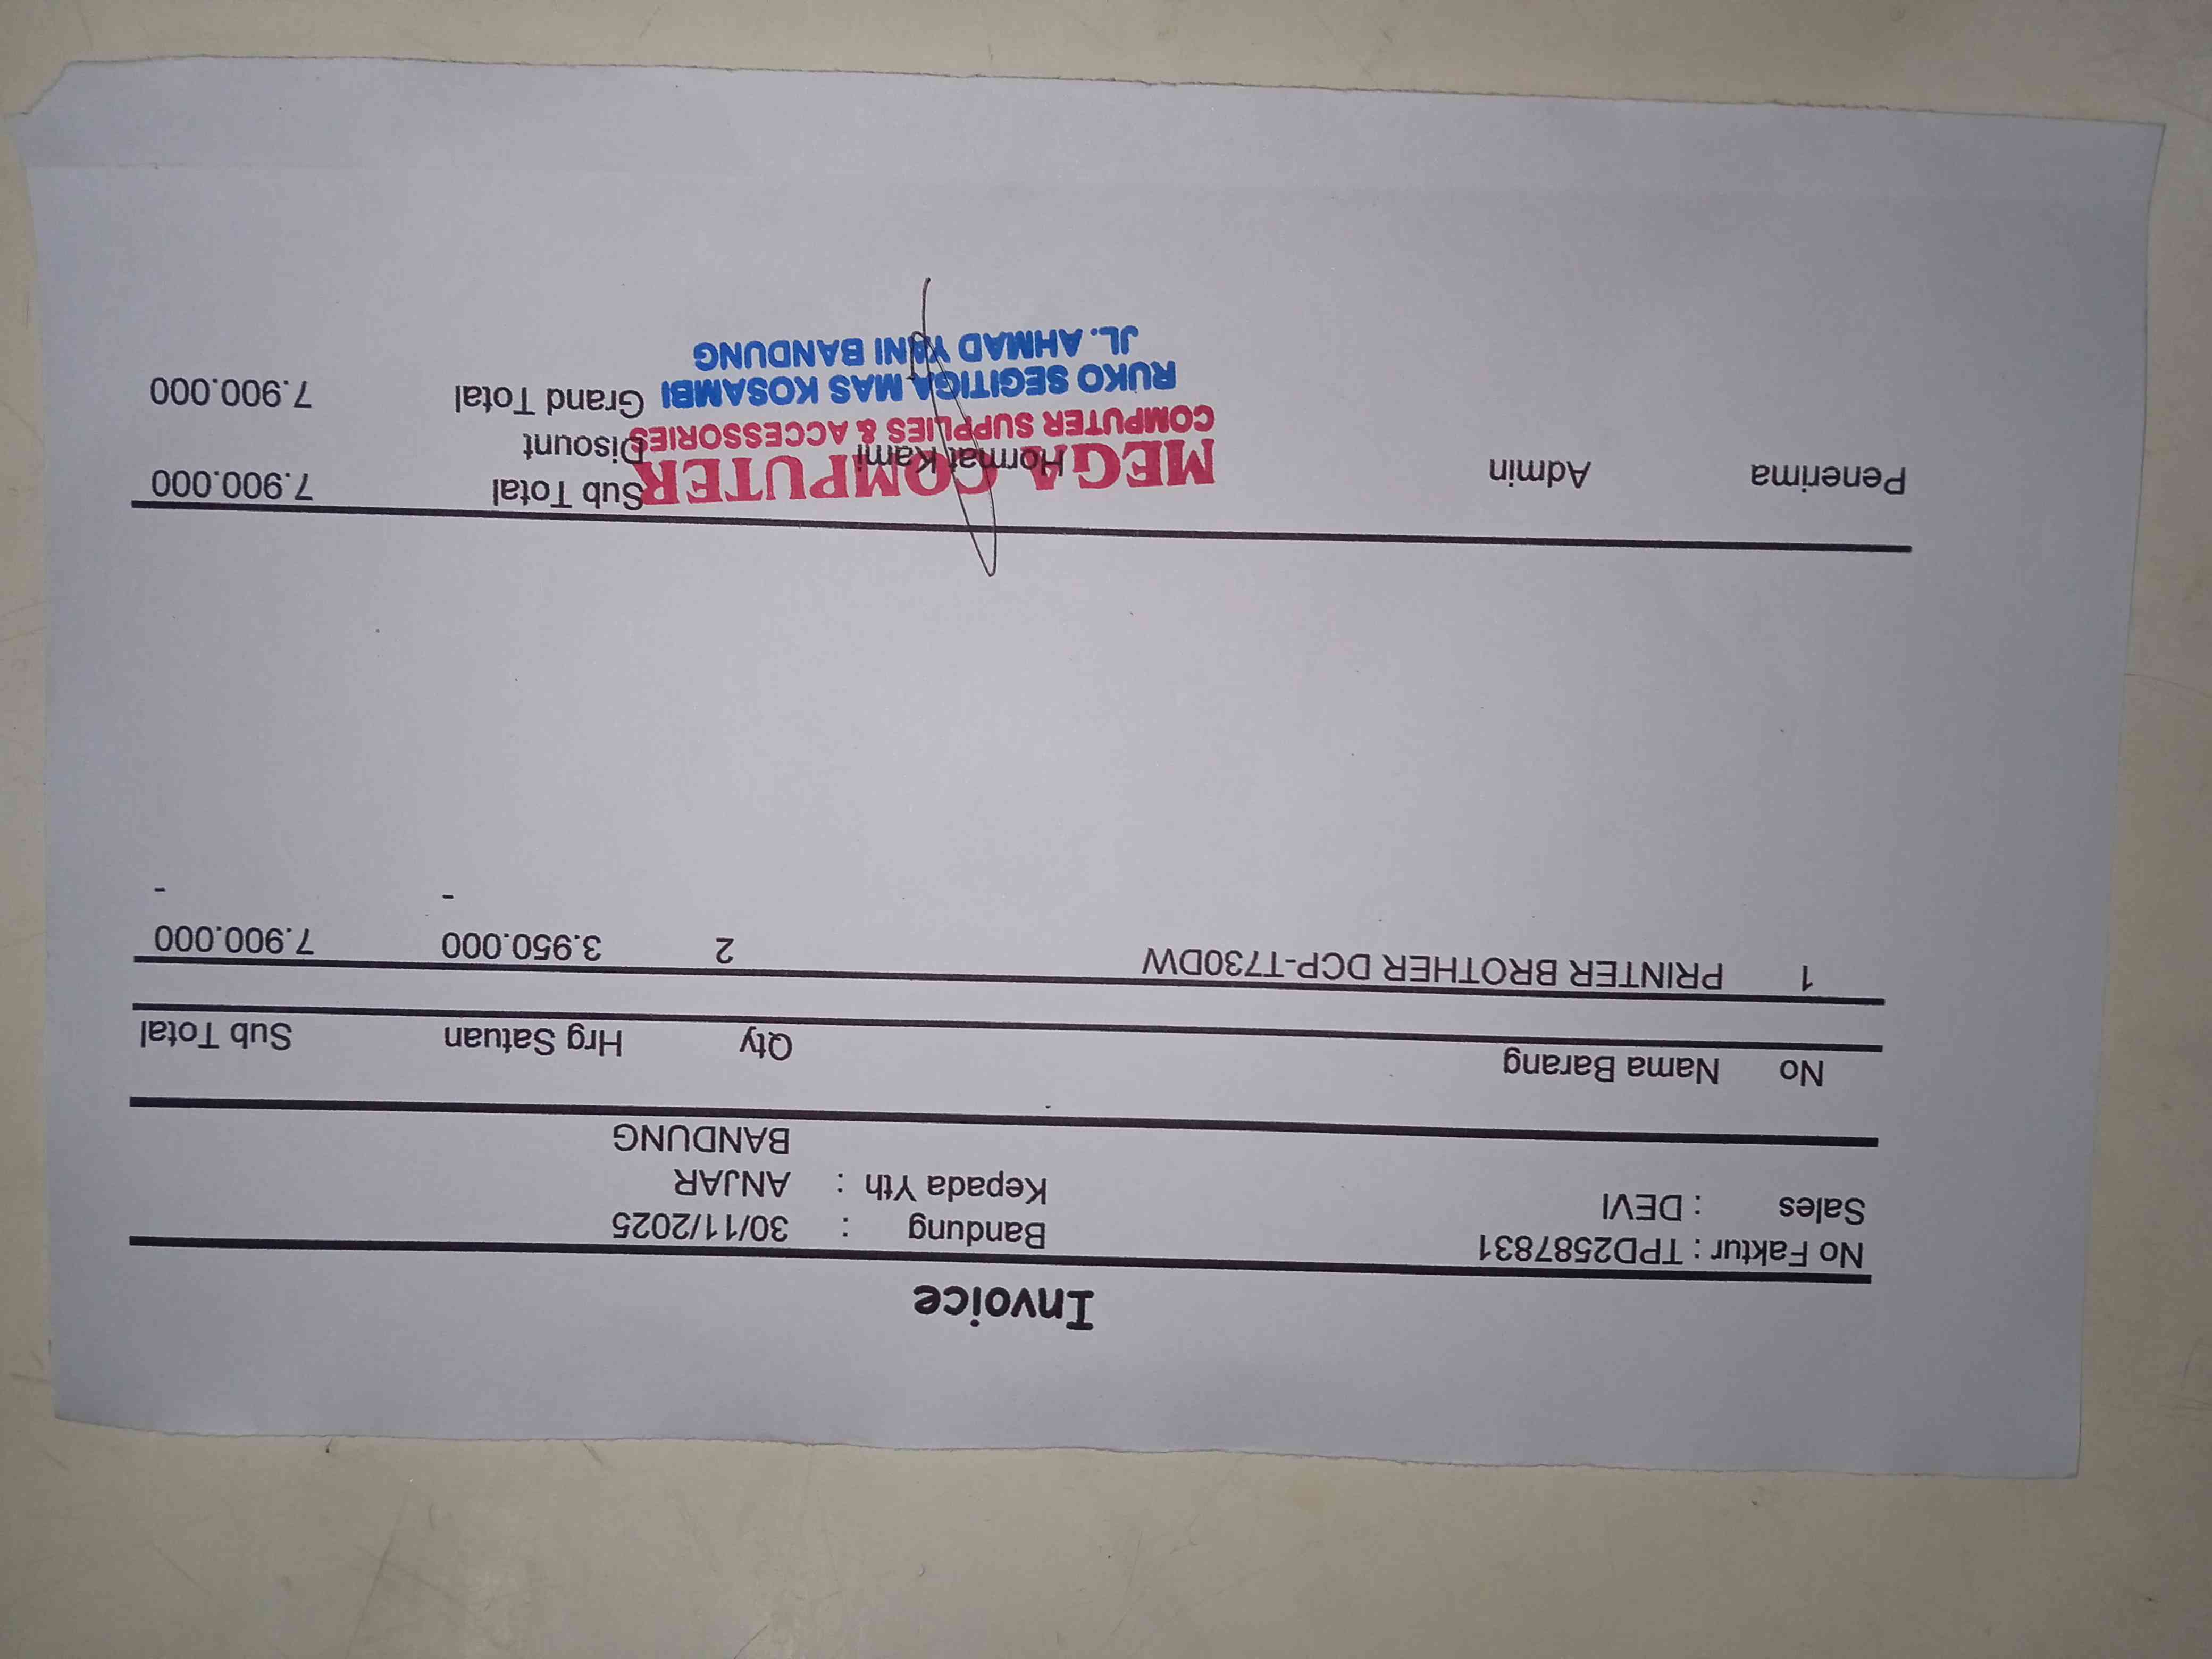 Invoice
No Faktur : TPD2587831 Bandung : 30/11/2025
Sales : DEVI Kepada Yth : ANJAR
BANDUNG
No Nama Barang Qty Hrg Satuan Sub Total
1 PRINTER BROTHER DCP-T730DW 2 3.950.000 7.900.000
- -
Penerima Admin Hormat Kami Sub Total 7.900.000
Disount
Grand Total 7.900.000
MEGA COMPUTER
COMPUTER SUPPLIES & ACCESSORIES
RUKO SEGITIGA MAS KOSAMBI
JL. AHMAD YANI BANDUNG